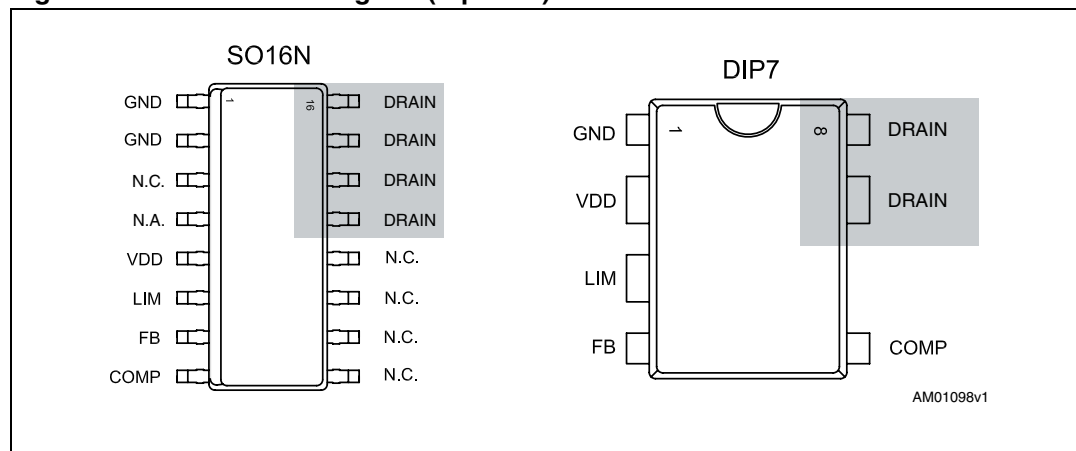 SO16N
GND 1 16 DRAIN
GND DRAIN
N.C. DRAIN
N.A. DRAIN
VDD N.C.
LIM N.C.
FB N.C.
COMP N.C.
DIP7
GND 1 8 DRAIN
VDD DRAIN
LIM
FB COMP
AM01098v1